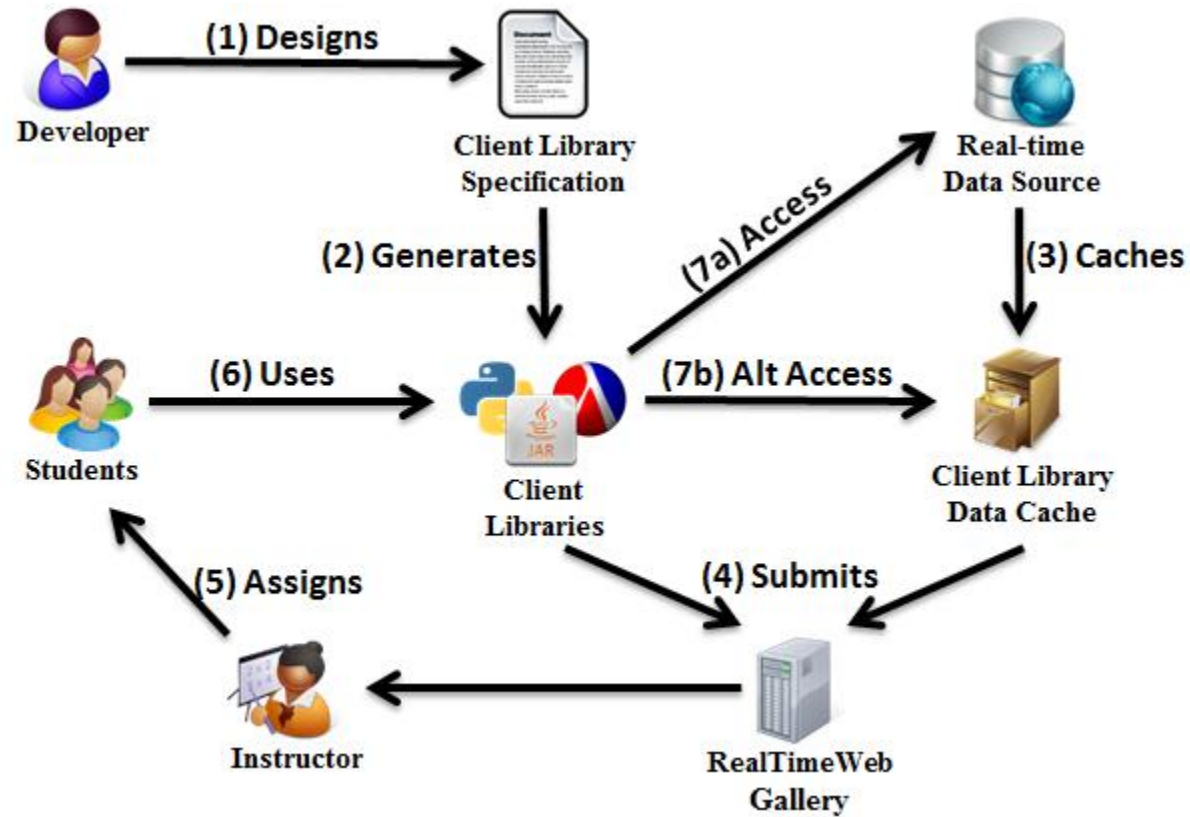 (1) Designs
Document
Developer
Client Library
Specification
Real-time
Data Source
(2) Generates
(7a) Access
(3) Caches
(6) Uses
(7b) Alt Access
JAR
Students
Client
Libraries
Client Library
Data Cache
(5) Assigns
(4) Submits
Instructor
RealTimeWeb
Gallery